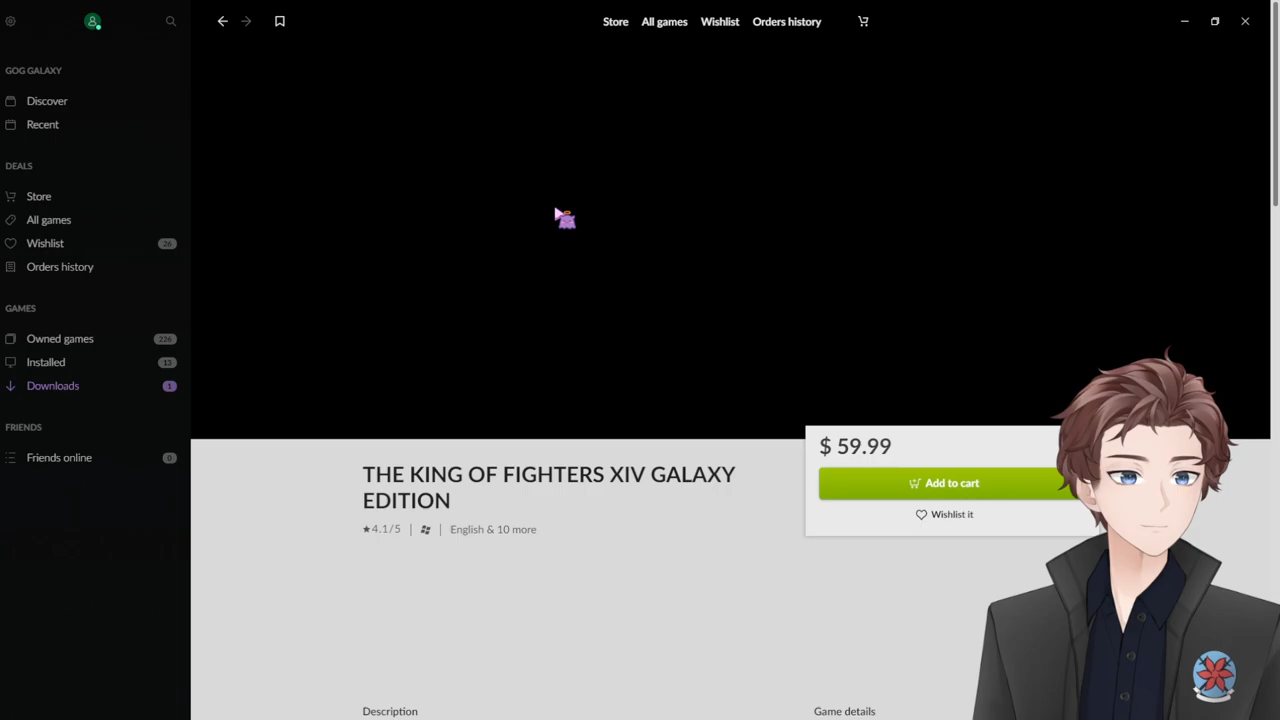 Store All games Wishlist Orders history
GOG GALAXY
Discover
Recent
DEALS
Store
All games
Wishlist 26
Orders history
GAMES
Owned games 226
Installed 13
Downloads 1
FRIENDS
Friends online 0
THE KING OF FIGHTERS XIV GALAXY
EDITION
4.1/5 | | English & 10 more
$ 59.99
Add to cart
Wishlist it
Description
Game details